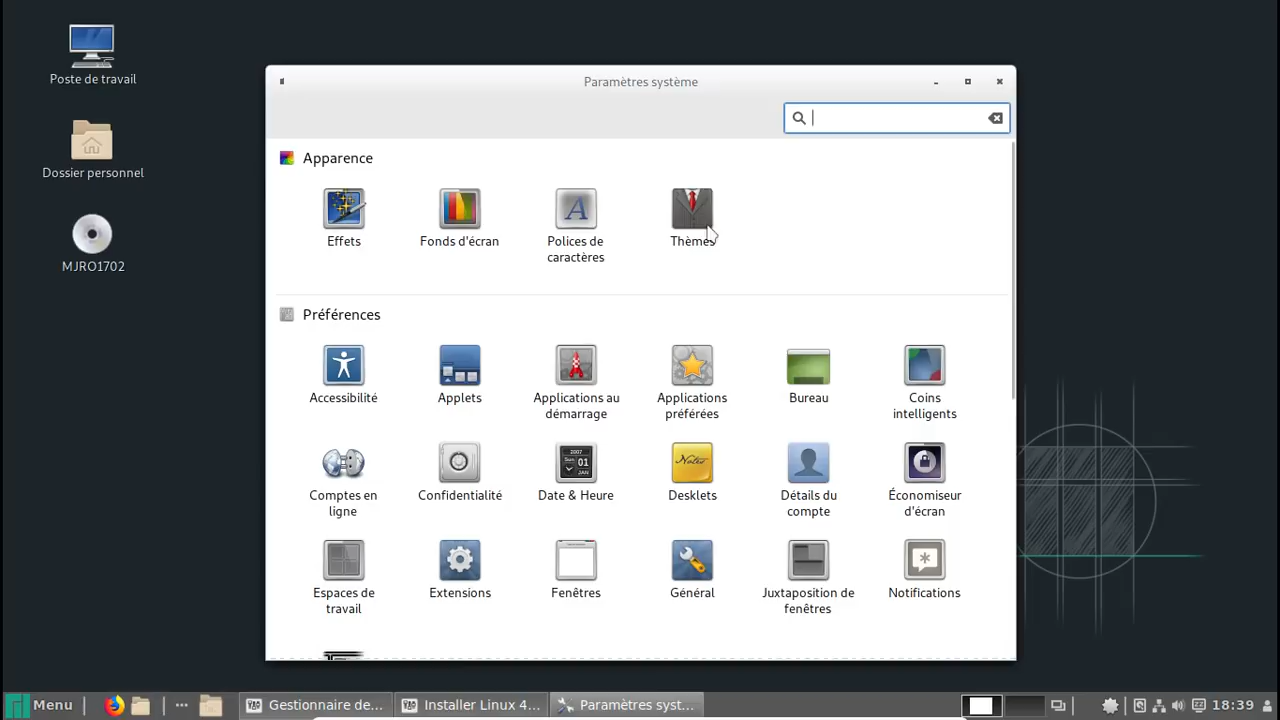 Poste de travail
Dossier personnel
MJRO1702
Paramètres système
Apparence
Effets
Fonds d'écran
Polices de
caractères
Thèmes
Préférences
Accessibilité
Applets
Applications au
démarrage
Applications
préférées
Bureau
Coins
intelligents
Comptes en
ligne
Confidentialité
Date & Heure
Desklets
Détails du
compte
Économiseur
d'écran
Espaces de
travail
Extensions
Fenêtres
Général
Juxtaposition de
fenêtres
Notifications
Menu
Gestionnaire de...
Installer Linux 4...
Paramètres syst...
18:39